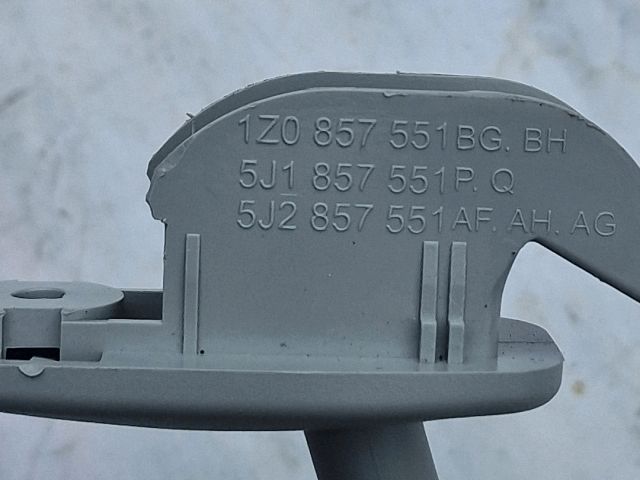 1Z0 857 551BG. BH
5J1 857 551P. Q
5J2 857 551AF. AH. AG